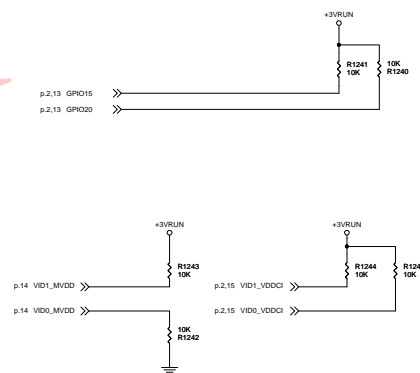 +3VRUN
R1241 10K
10K R1240
p.2,13 GPIO15
p.2,13 GPIO20
+3VRUN
+3VRUN
R1243
10K
R1244
10K
10K
p.14 VID1_MVDD
p.2,15 VID1_VDDCI
p.14 VID0_MVDD
p.2,15 VID0_VDDCI
10K
R1242